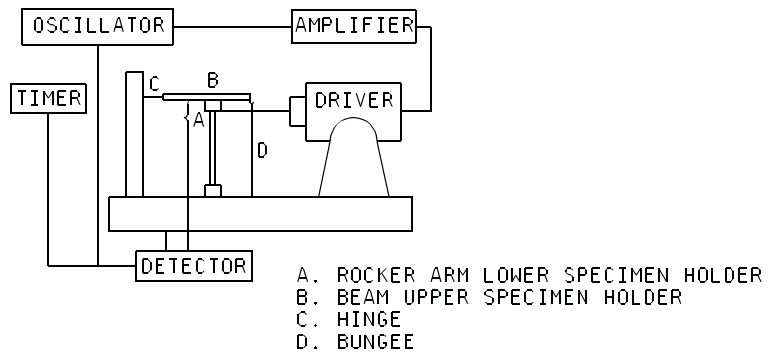 OSCILLATOR
AMPLIFIER
TIMER
C
B
DRIVER
A
D
DETECTOR
A. ROCKER ARM LOWER SPECIMEN HOLDER
B. BEAM UPPER SPECIMEN HOLDER
C. HINGE
D. BUNGEE